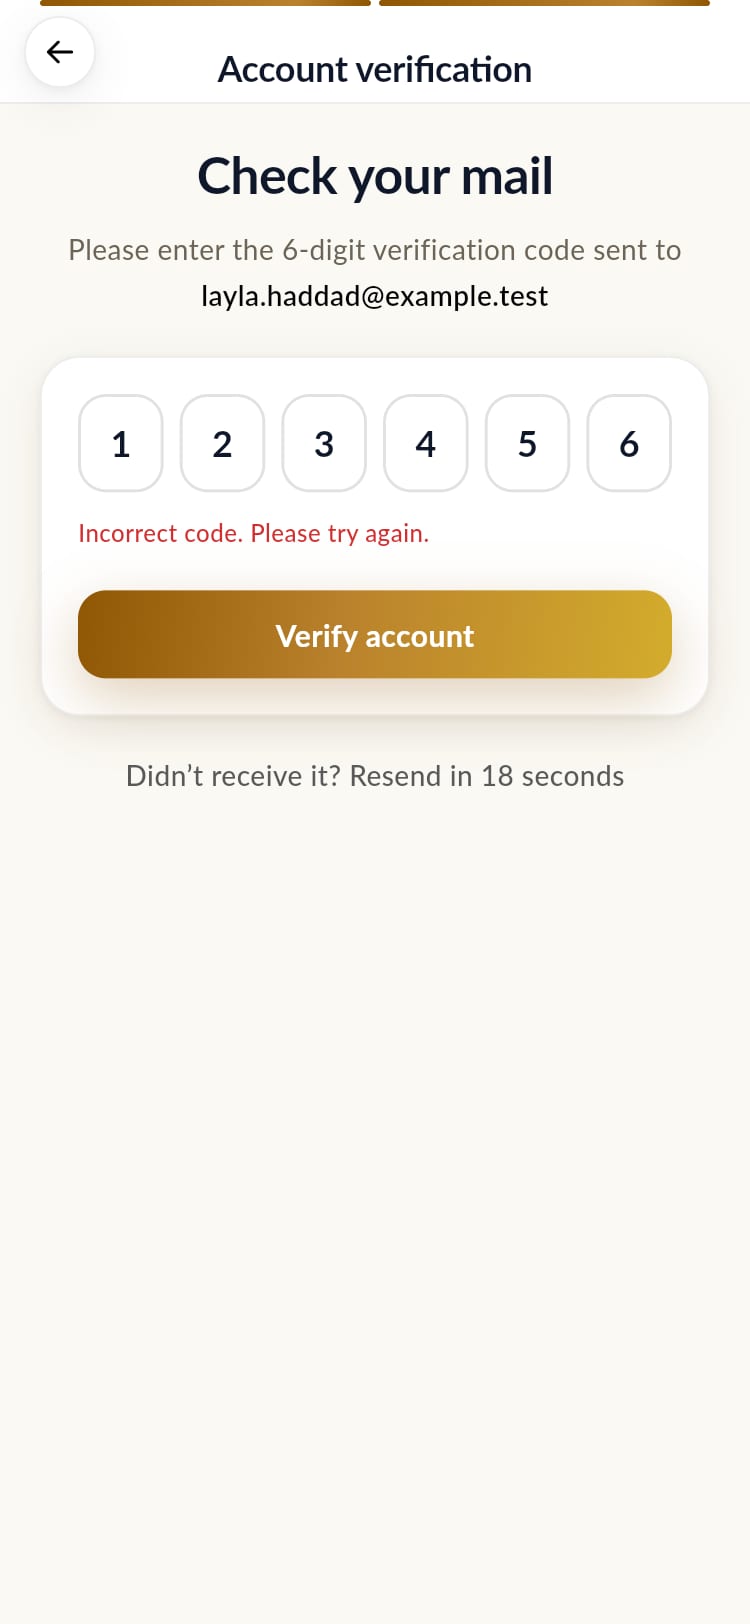 Account verification
Check your mail
Please enter the 6-digit verification code sent to
layla.haddad@example.test
1 2 3 4 5 6
Incorrect code. Please try again.
Verify account
Didn’t receive it? Resend in 18 seconds